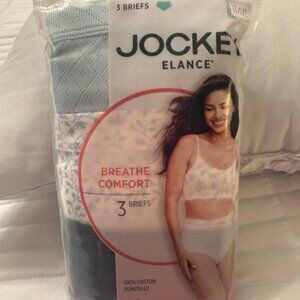 3 BRIEFS
JOCKEY
ELANCE®
BREATHE
COMFORT
3 BRIEFS
100% COTTON
POINTELLE